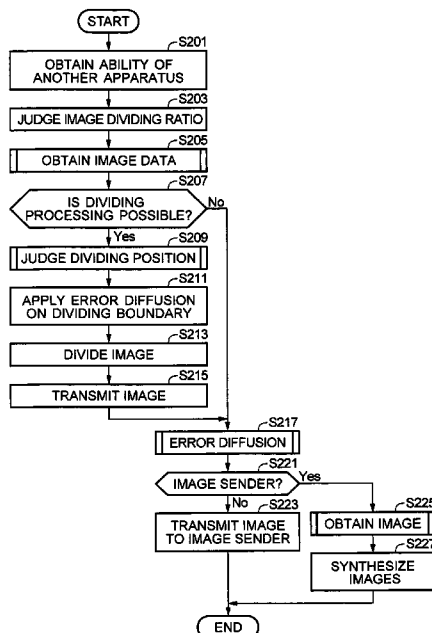 START
S201
OBTAIN ABILITY OF
ANOTHER APPARATUS
S203
JUDGE IMAGE DIVIDING RATIO
S205
OBTAIN IMAGE DATA
S207
IS DIVIDING
PROCESSING POSSIBLE?
No
Yes
S209
JUDGE DIVIDING POSITION
S211
APPLY ERROR DIFFUSION
ON DIVIDING BOUNDARY
S213
DIVIDE IMAGE
S215
TRANSMIT IMAGE
S217
ERROR DIFFUSION
S221
IMAGE SENDER?
Yes
No
S223
TRANSMIT IMAGE
TO IMAGE SENDER
S225
OBTAIN IMAGE
S227
SYNTHESIZE
IMAGES
END